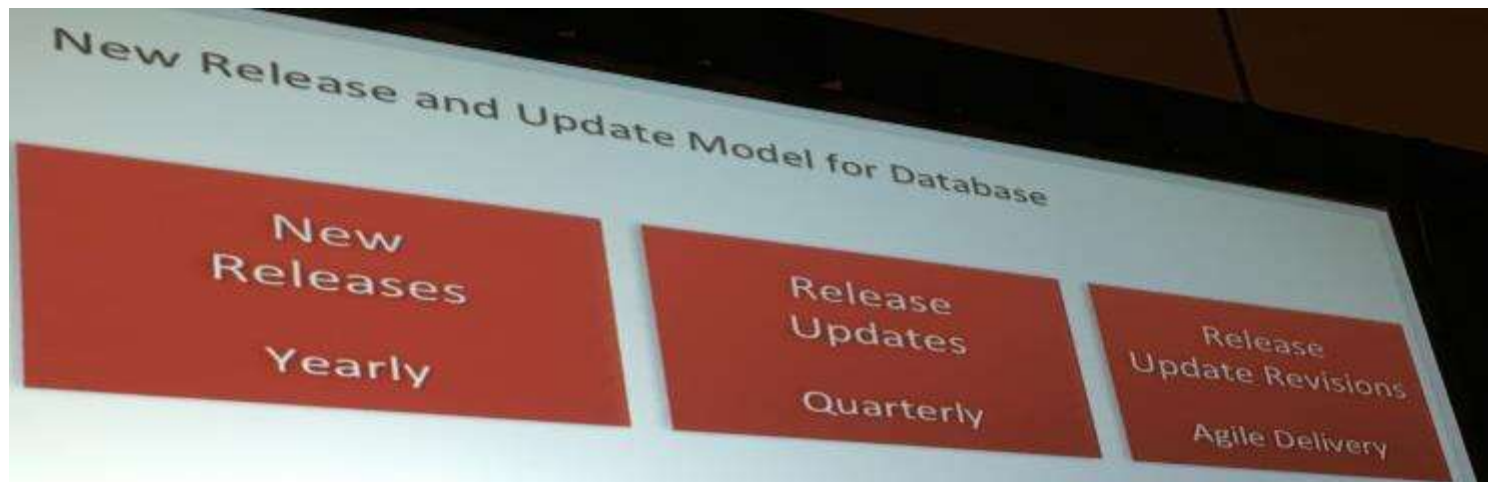 New Release and Update Model for Database
New
Releases
Yearly
Release
Updates
Quarterly
Release
Update Revisions
Agile Delivery